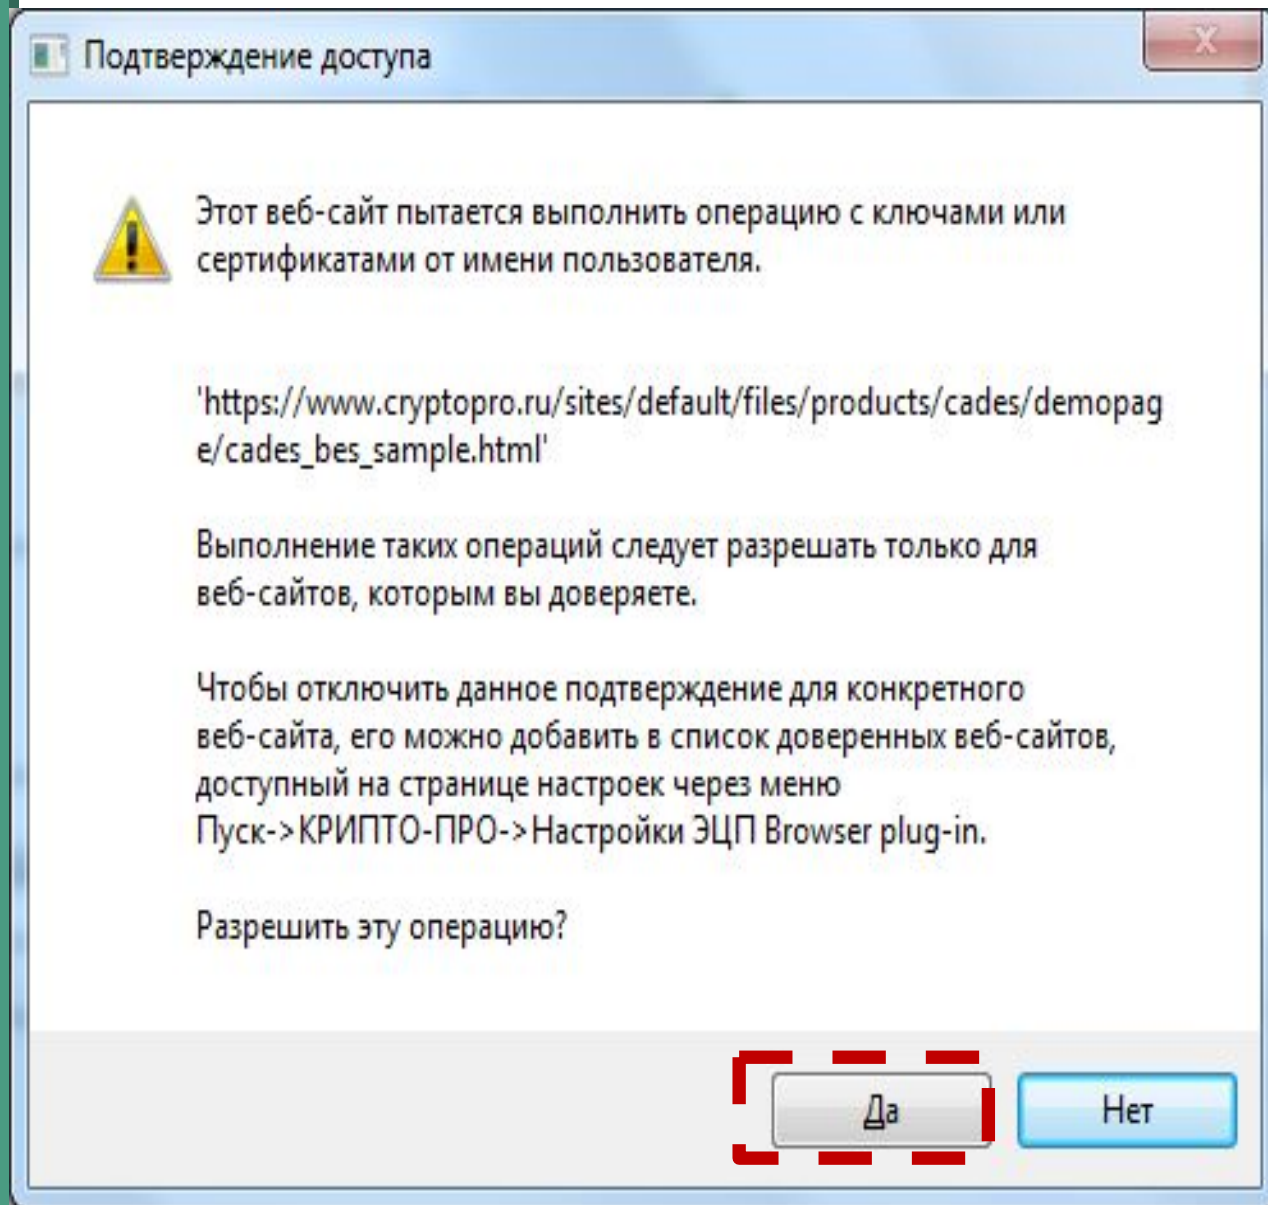 Подтверждение доступа
X
Этот веб-сайт пытается выполнить операцию с ключами или
сертификатами от имени пользователя.
'https://www.cryptopro.ru/sites/default/files/products/cades/demopag
e/cades_bes_sample.html'
Выполнение таких операций следует разрешать только для
веб-сайтов, которым вы доверяете.
Чтобы отключить данное подтверждение для конкретного
веб-сайта, его можно добавить в список доверенных веб-сайтов,
доступный на странице настроек через меню
Пуск->КРИПТО-ПРО->Настройки ЭЦП Browser plug-in.
Разрешить эту операцию?
Да
Нет